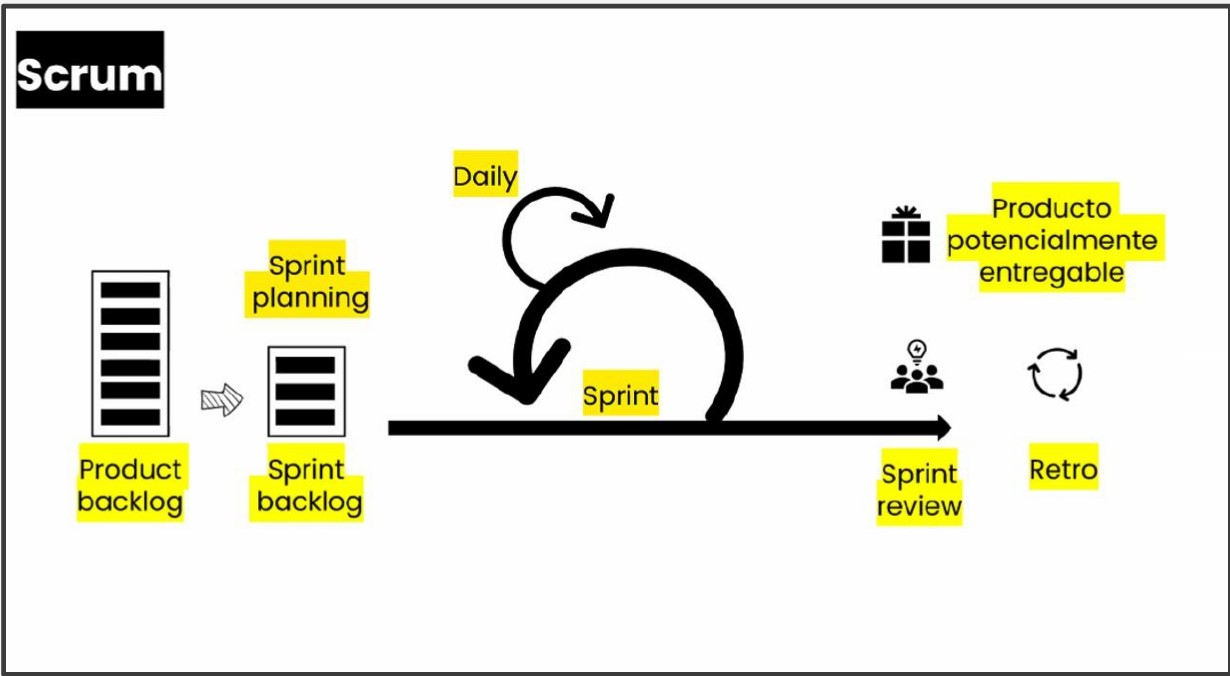 Scrum
Daily
Sprint
planning
Product
backlog
Sprint
backlog
Sprint
Producto
potencialmente
entregable
Sprint
review
Retro